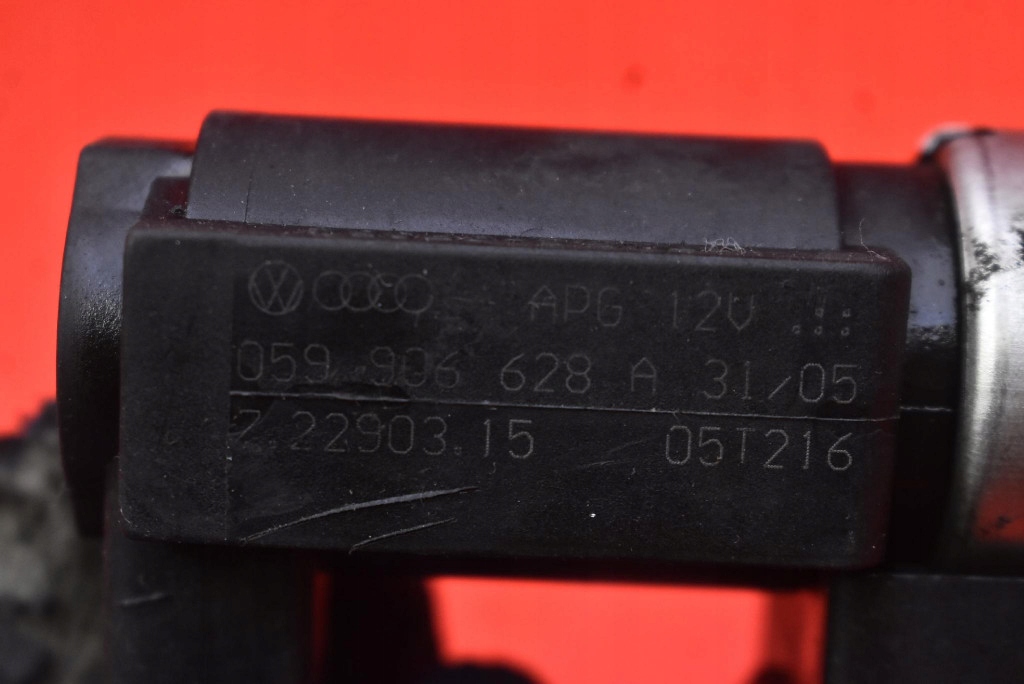 APG 12V
059 906 628 A 31/05
7.22903.15 05T216